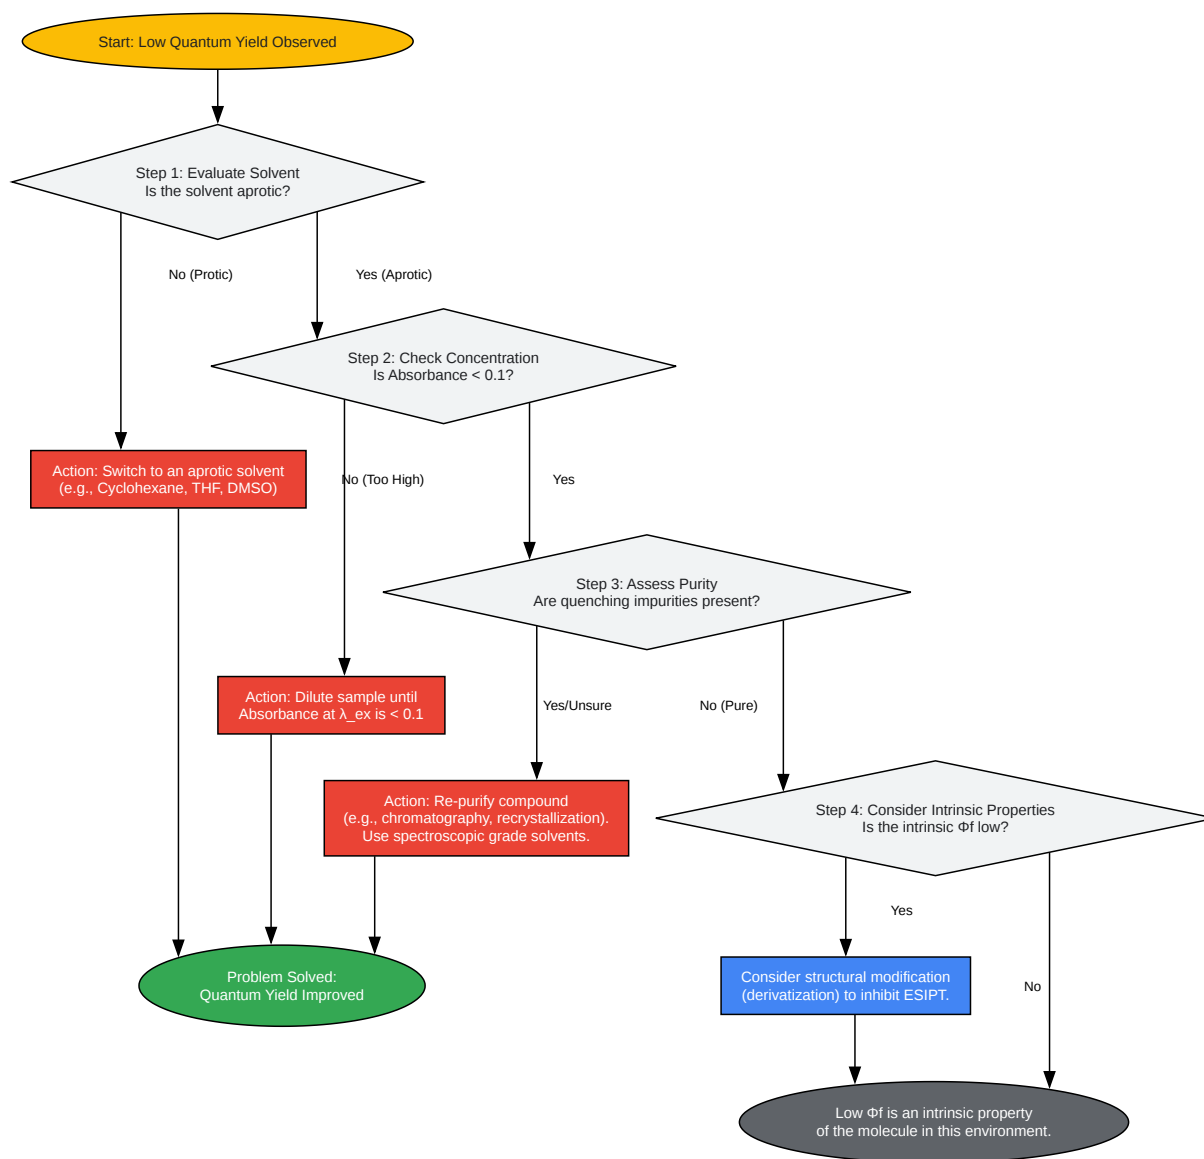 Start: Low Quantum Yield Observed
Step 1: Evaluate Solvent
Is the solvent aprotic?
No (Protic)
Yes (Aprotic)
Step 2: Check Concentration
Is Absorbance < 0.1?
Action: Switch to an aprotic solvent
(e.g., Cyclohexane, THF, DMSO)
No (Too High)
Yes
Step 3: Assess Purity
Are quenching impurities present?
Action: Dilute sample until
Absorbance at λ_ex is < 0.1
Yes/Unsure
No (Pure)
Action: Re-purify compound
(e.g., chromatography, recrystallization).
Use spectroscopic grade solvents.
Step 4: Consider Intrinsic Properties
Is the intrinsic Φf low?
Yes
Problem Solved:
Quantum Yield Improved
Consider structural modification
(derivatization) to inhibit ESIPT.
No
Low Φf is an intrinsic property
of the molecule in this environment.